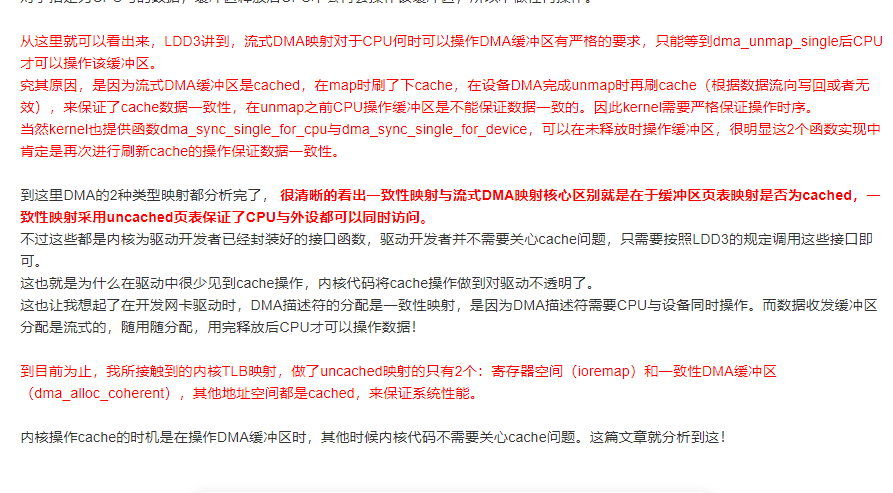 从这里就可以看出来，LDD3讲到，流式DMA映射对于CPU何时可以操作DMA缓冲区有严格的要求，只能等到dma_unmap_single后CPU
才可以操作该缓冲区。
究其原因，是因为流式DMA缓冲区是cached，在map时刷了下cache，在设备DMA完成unmap时再刷cache（根据数据流向写回或者无
效），来保证了cache数据一致性，在unmap之前CPU操作缓冲区是不能保证数据一致的。因此kernel需要严格保证操作时序。
当然kernel也提供函数dma_sync_single_for_cpu与dma_sync_single_for_device，可以在未释放时操作缓冲区，很明显这2个函数实现中
肯定是再次进行刷新cache的操作保证数据一致性。
到这里DMA的2种类型映射都分析完了， 很清晰的看出一致性映射与流式DMA映射核心区别就是在于缓冲区页表映射是否为cached，一
致性映射采用uncached页表保证了CPU与外设都可以同时访问。
不过这些都是内核为驱动开发者已经封装好的接口函数，驱动开发者并不需要关心cache问题，只需要按照LDD3的规定调用这些接口即
可。
这也就是为什么在驱动中很少见到cache操作，内核代码将cache操作做到对驱动不透明了。
这也让我想起了在开发网卡驱动时，DMA描述符的分配是一致性映射，是因为DMA描述符需要CPU与设备同时操作。而数据收发缓冲区
分配是流式的，随用随分配，用完释放后CPU才可以操作数据！
到目前为止，我所接触到的内核TLB映射，做了uncached映射的只有2个：寄存器空间（ioremap）和一致性DMA缓冲区
（dma_alloc_coherent），其他地址空间都是cached，来保证系统性能。
内核操作cache的时机是在操作DMA缓冲区时，其他时候内核代码不需要关心cache问题。这篇文章就分析到这！